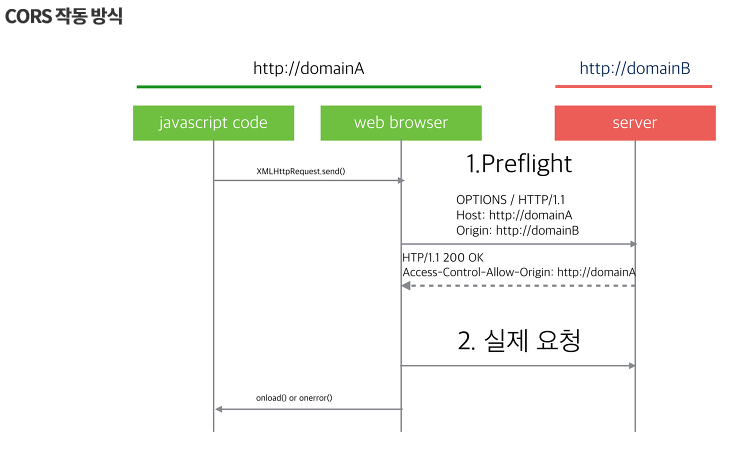 CORS 작동 방식
http://domainA
http://domainB
javascript code
web browser
server
1.Preflight
XMLHttpRequest.send()
OPTIONS / HTTP/1.1
Host: http://domainA
Origin: http://domainB
HTP/1.1 200 OK
Access-Control-Allow-Origin: http://domainA
2. 실제 요청
onload() or onerror()